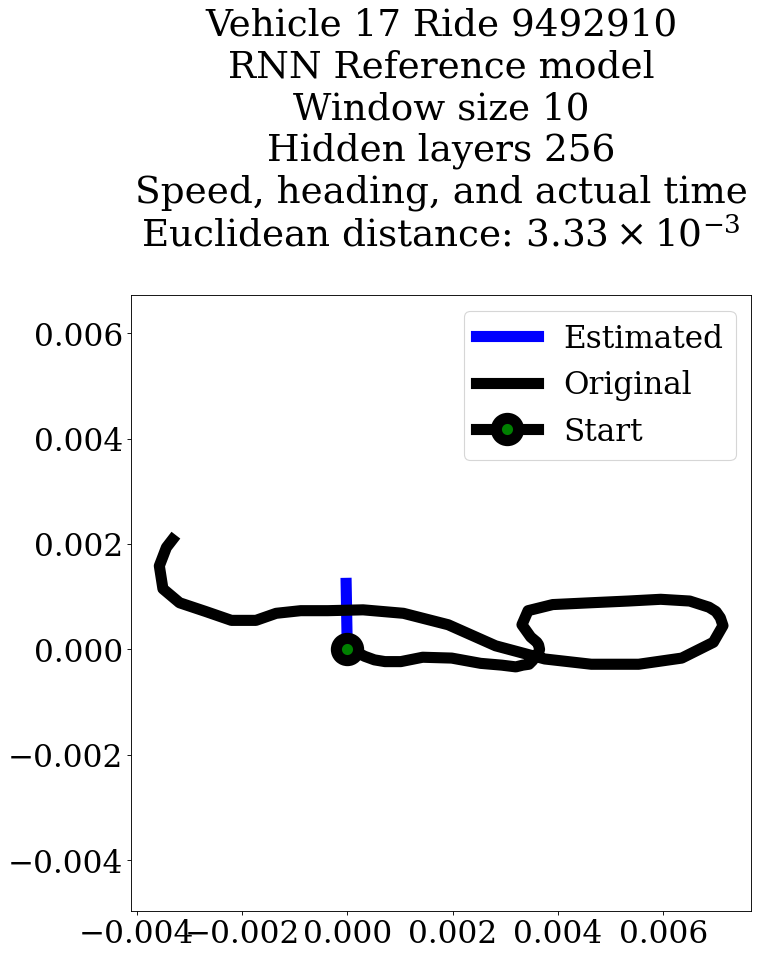 Vehicle 17 Ride 9492910
RNN Reference model
Window size 10
Hidden layers 256
Speed, heading, and actual time
Euclidean distance: 3.33 × 10⁻³
Estimated
Original
Start
0.006
0.004
0.002
0.000
−0.002
−0.004
−0.004 −0.002 0.000 0.002 0.004 0.006